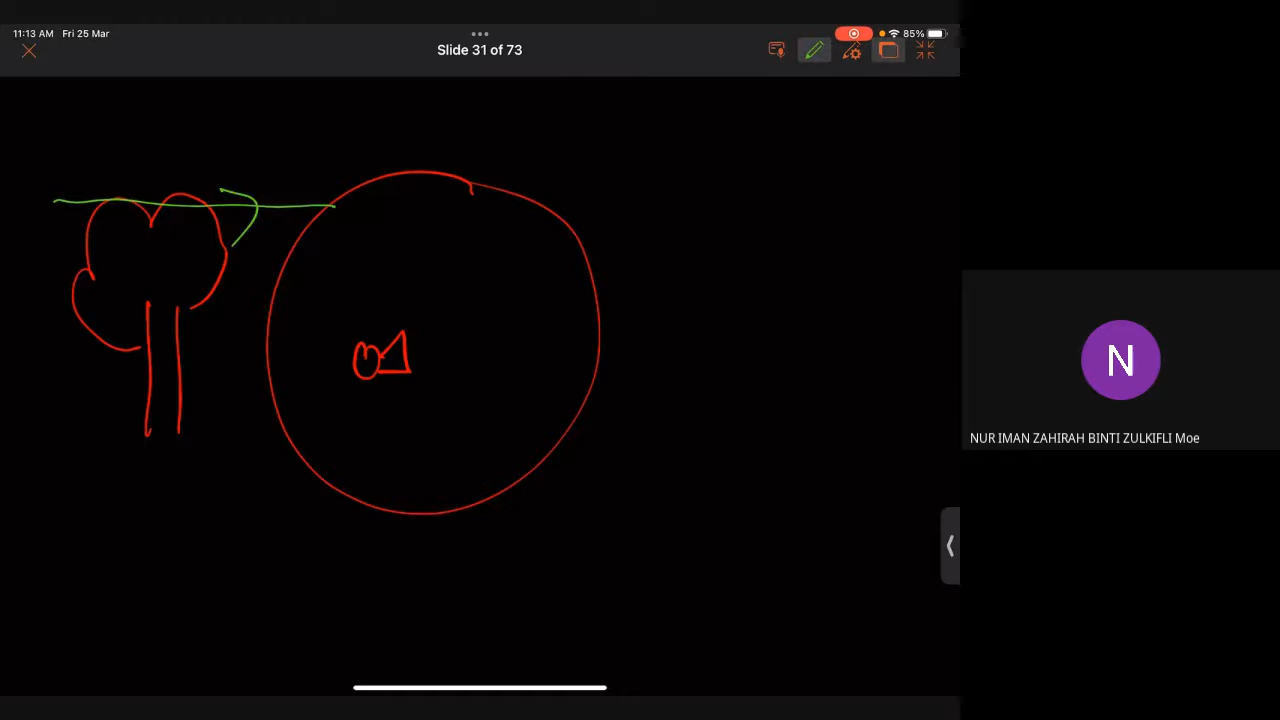 11:13 AM Fri 25 Mar
85%
Slide 31 of 73
N
NUR IMAN ZAHIRAH BINTI ZULKIFLI Moe